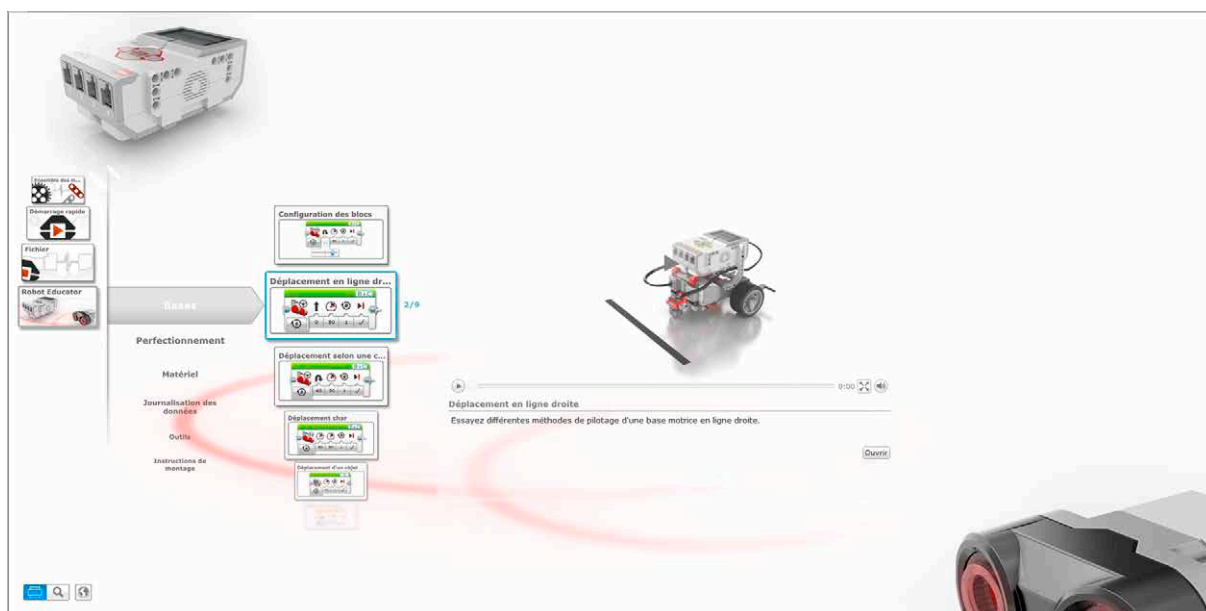 Ensemble des m...
Démarrage rapide
Fichier
Robot Educator
Bases
Perfectionnement
Matériel
Journalisation des
données
Outils
Instructions de
montage
Configuration des blocs
Déplacement en ligne dr...
2/9
Déplacement selon une c...
Déplacement char
Déplacement d'un objet
0:00
Déplacement en ligne droite
Essayez différentes méthodes de pilotage d'une base motrice en ligne droite.
Ouvrir